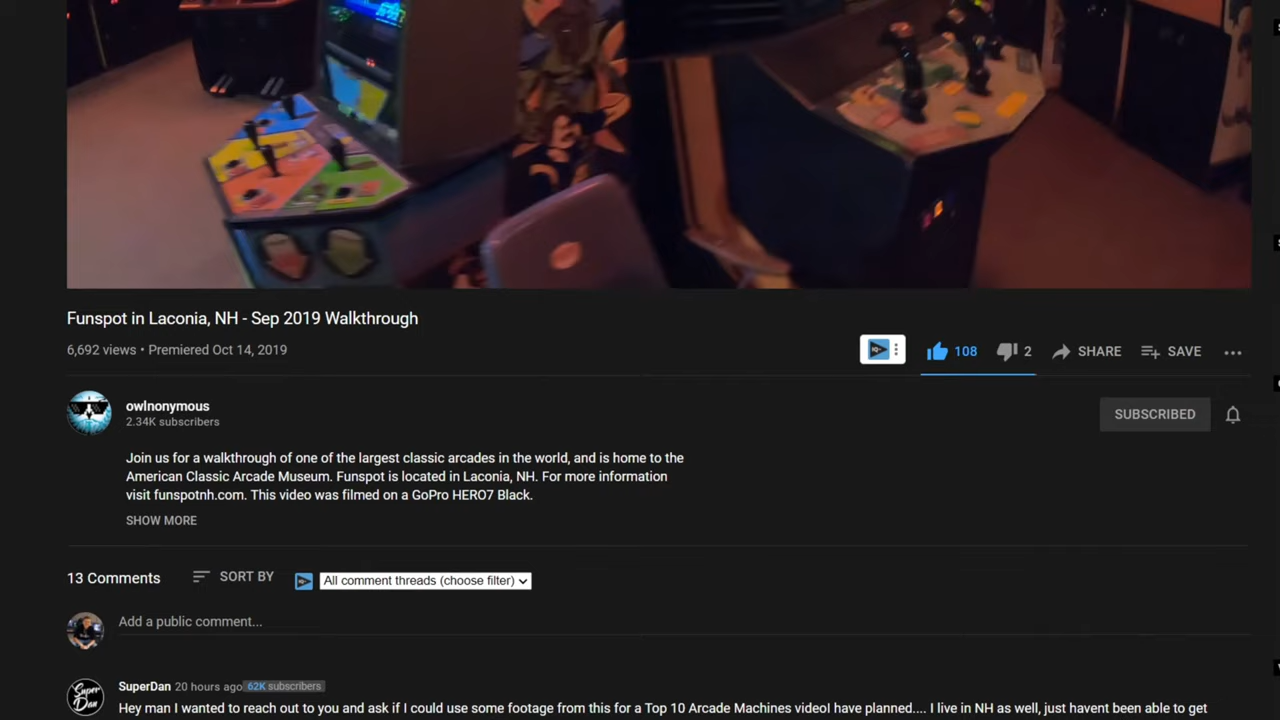 Funspot in Laconia, NH - Sep 2019 Walkthrough
6,692 views • Premiered Oct 14, 2019
108
2
SHARE
SAVE
owlnonymous
2.34K subscribers
SUBSCRIBED
Join us for a walkthrough of one of the largest classic arcades in the world, and is home to the
American Classic Arcade Museum. Funspot is located in Laconia, NH. For more information
visit funspotnh.com. This video was filmed on a GoPro HERO7 Black.
SHOW MORE
13 Comments
SORT BY
All comment threads (choose filter)
Add a public comment...
Super Dan
SuperDan 20 hours ago 62K subscribers
Hey man I wanted to reach out to you and ask if I could use some footage from this for a Top 10 Arcade Machines videoI have planned.... I live in NH as well, just havent been able to get